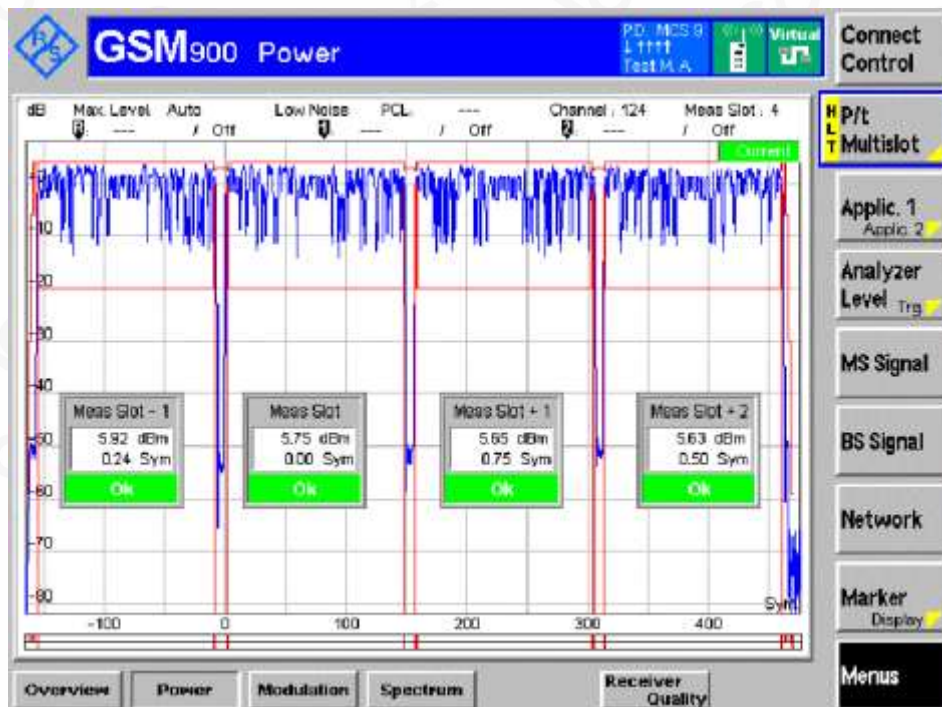 R S
GSM900 Power
P.D. MCS 9
↓ ↑↑↑↑
Test M. A.
Virtual
Connect
Control
dB Max. Level Auto Low Noise PCL: --- Channel : 124 Meas Slot : 4
--- / Off 1 --- / Off 2 --- / Off
Current
H
L
T
P/t
Multislot
Applic. 1
Applic. 2
Analyzer
Level Trg
MS Signal
BS Signal
Network
Marker
Display
Menus
-10
-20
-30
-40
-50
-60
-70
-80
Meas Slot - 1
5.92 dBm
0.24 Sym
Ok
Meas Slot
5.75 dBm
0.00 Sym
Ok
Meas Slot + 1
5.65 dBm
0.75 Sym
Ok
Meas Slot + 2
5.63 dBm
0.50 Sym
Ok
Sym
-100 0 100 200 300 400
Overview Power Modulation Spectrum Receiver
Quality